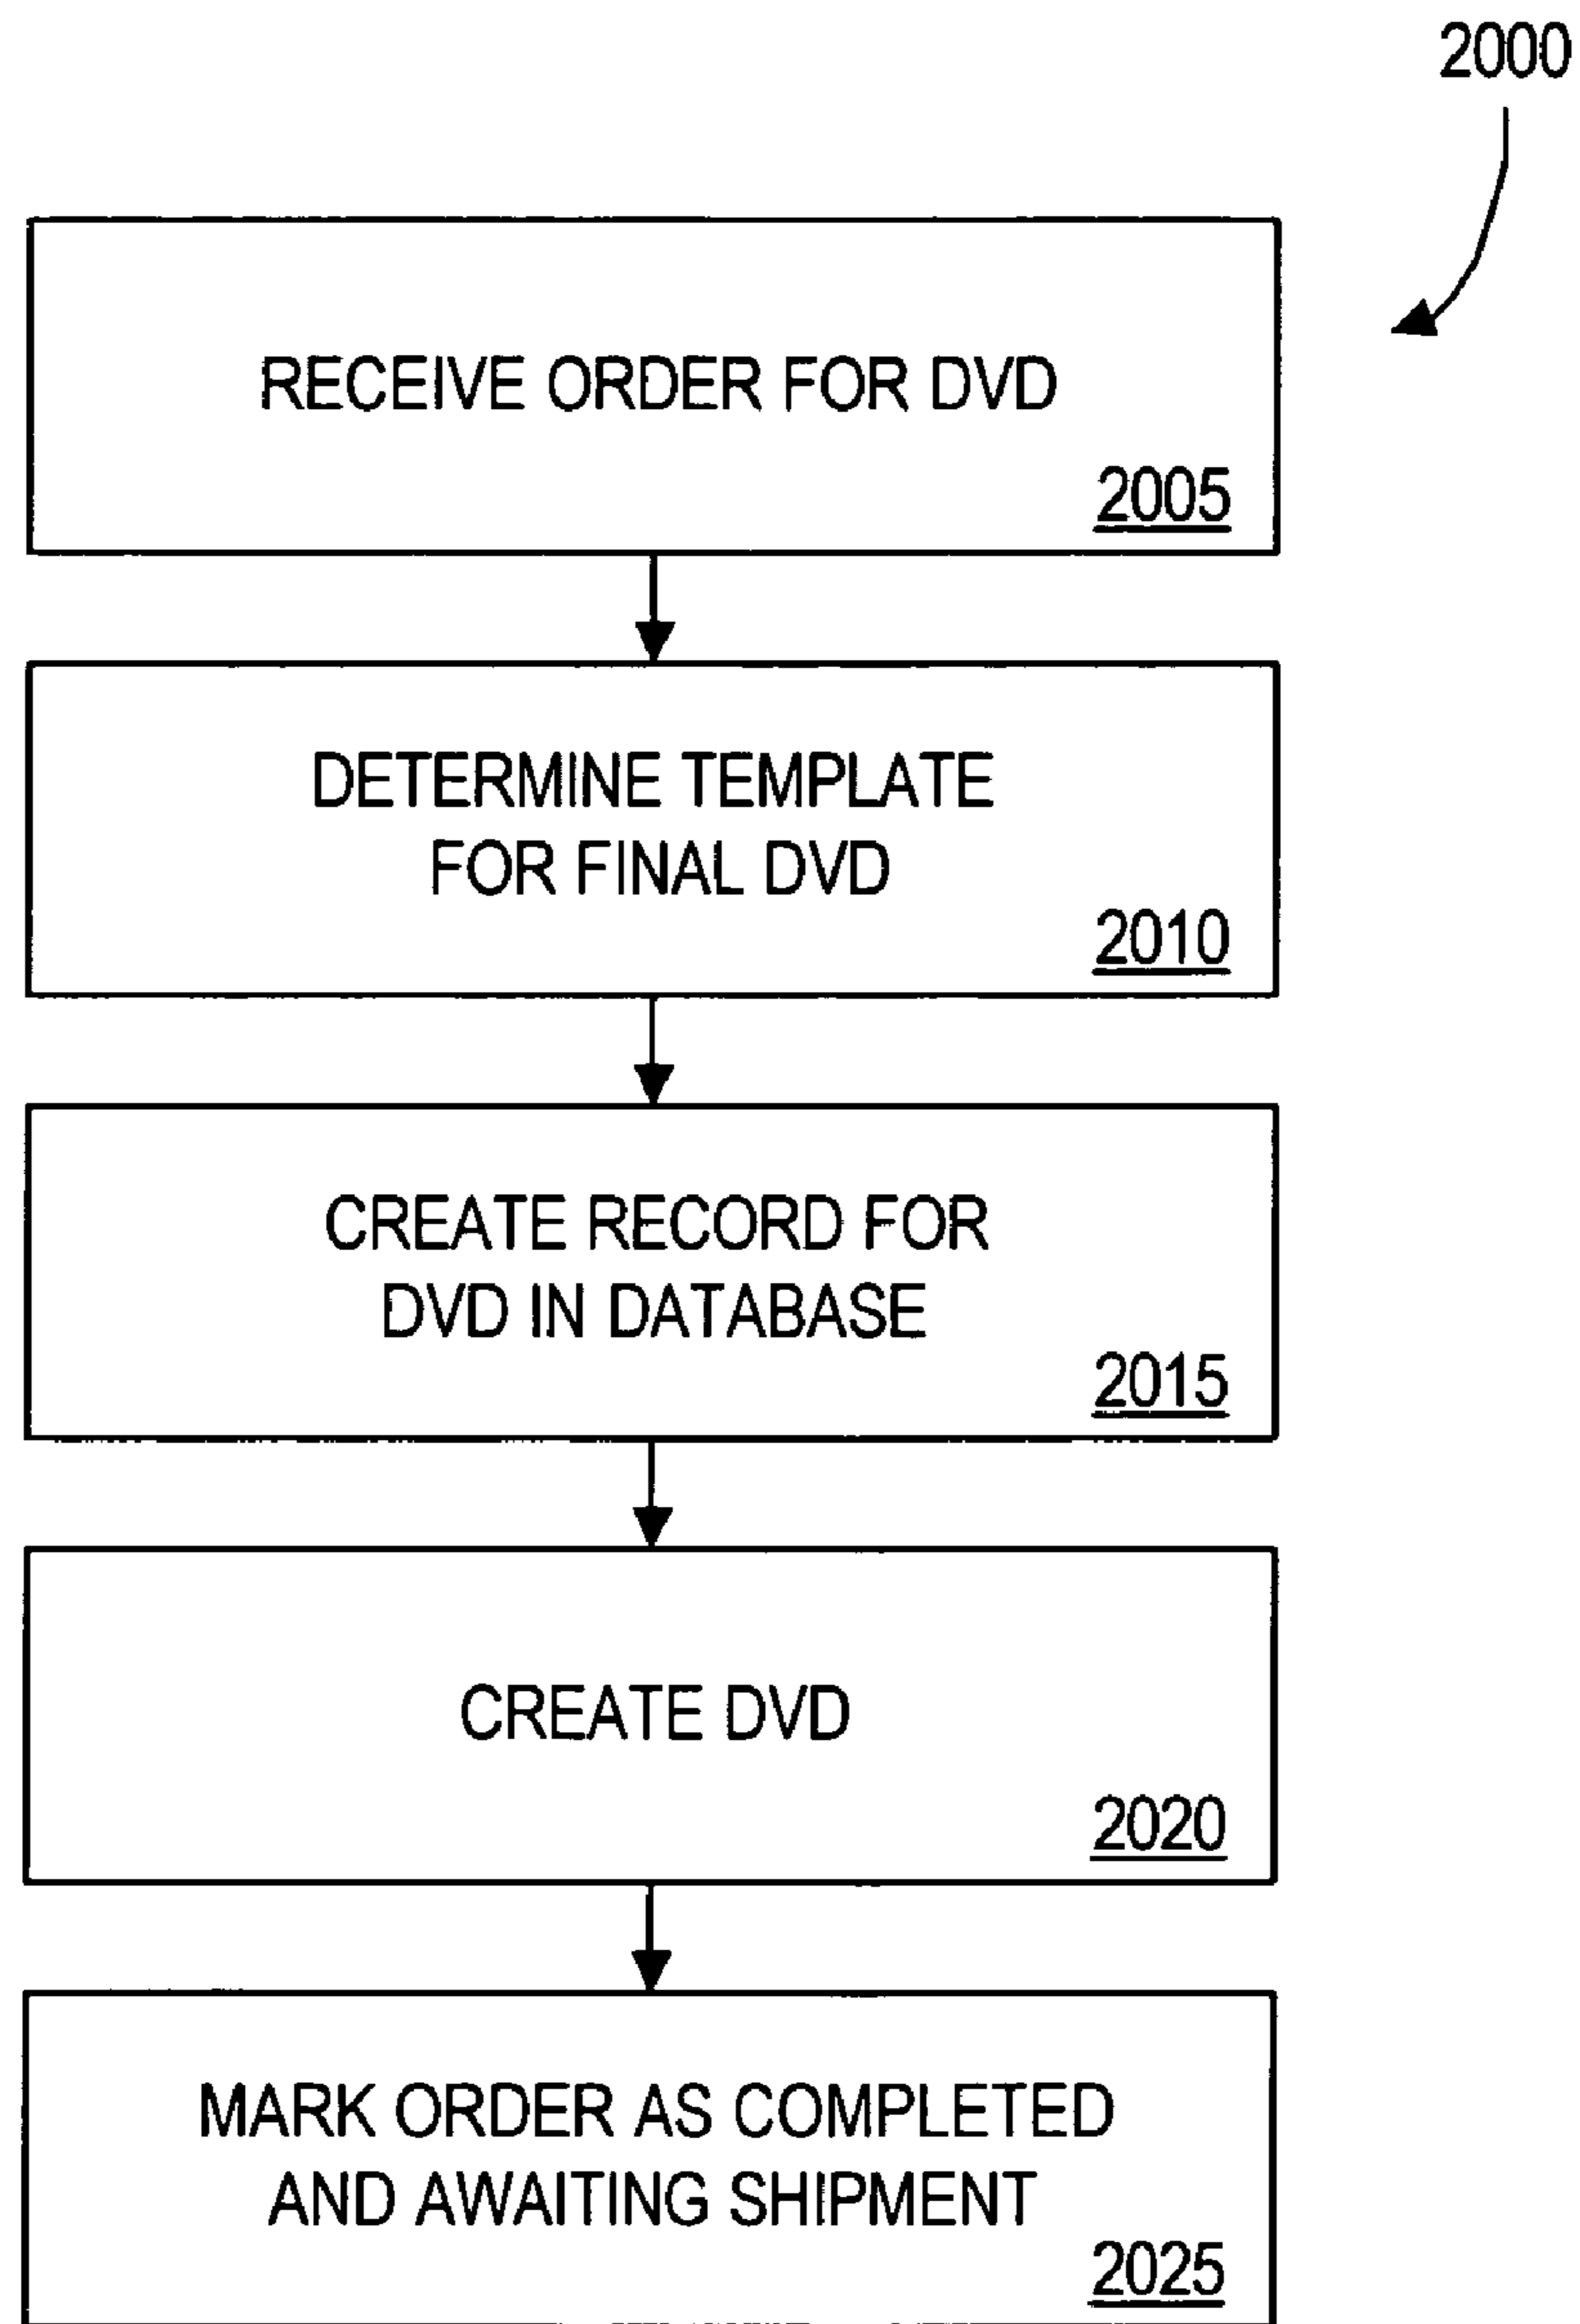 2000
RECEIVE ORDER FOR DVD
2005
DETERMINE TEMPLATE
FOR FINAL DVD
2010
CREATE RECORD FOR
DVD IN DATABASE
2015
CREATE DVD
2020
MARK ORDER AS COMPLETED
AND AWAITING SHIPMENT
2025